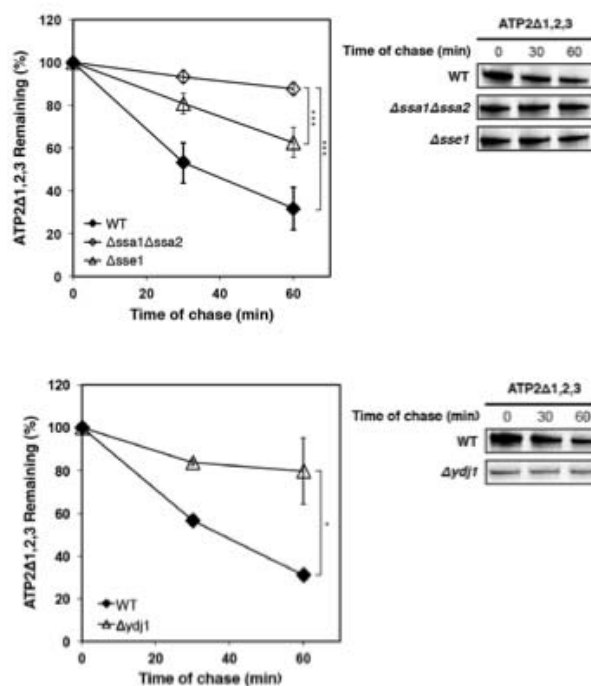 120
100
80
60
40
20
0
0 20 40 60
ATP2Δ1,2,3 Remaining (%)
Time of chase (min)
WT
Δssa1Δssa2
Δsse1
***
***
ATP2Δ1,2,3
Time of chase (min) 0 30 60
WT
Δssa1Δssa2
Δsse1
120
100
80
60
40
20
0
0 20 40 60
ATP2Δ1,2,3 Remaining (%)
Time of chase (min)
WT
Δydj1
*
ATP2Δ1,2,3
Time of chase (min) 0 30 60
WT
Δydj1